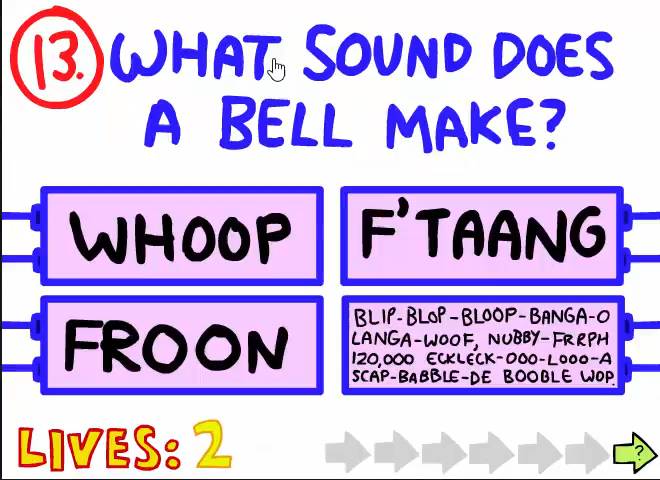 13. WHAT SOUND DOES
A BELL MAKE?
WHOOP
F'TAANG
FROON
BLIP-BLOP-BLOOP-BANGA-O
LANGA-WOOF, NUBBY-FRRPH
120,000 ECKLECK-OOO-LOOO-A
SCAP-BABBLE-DE BOOBLE WOP.
LIVES: 2
?